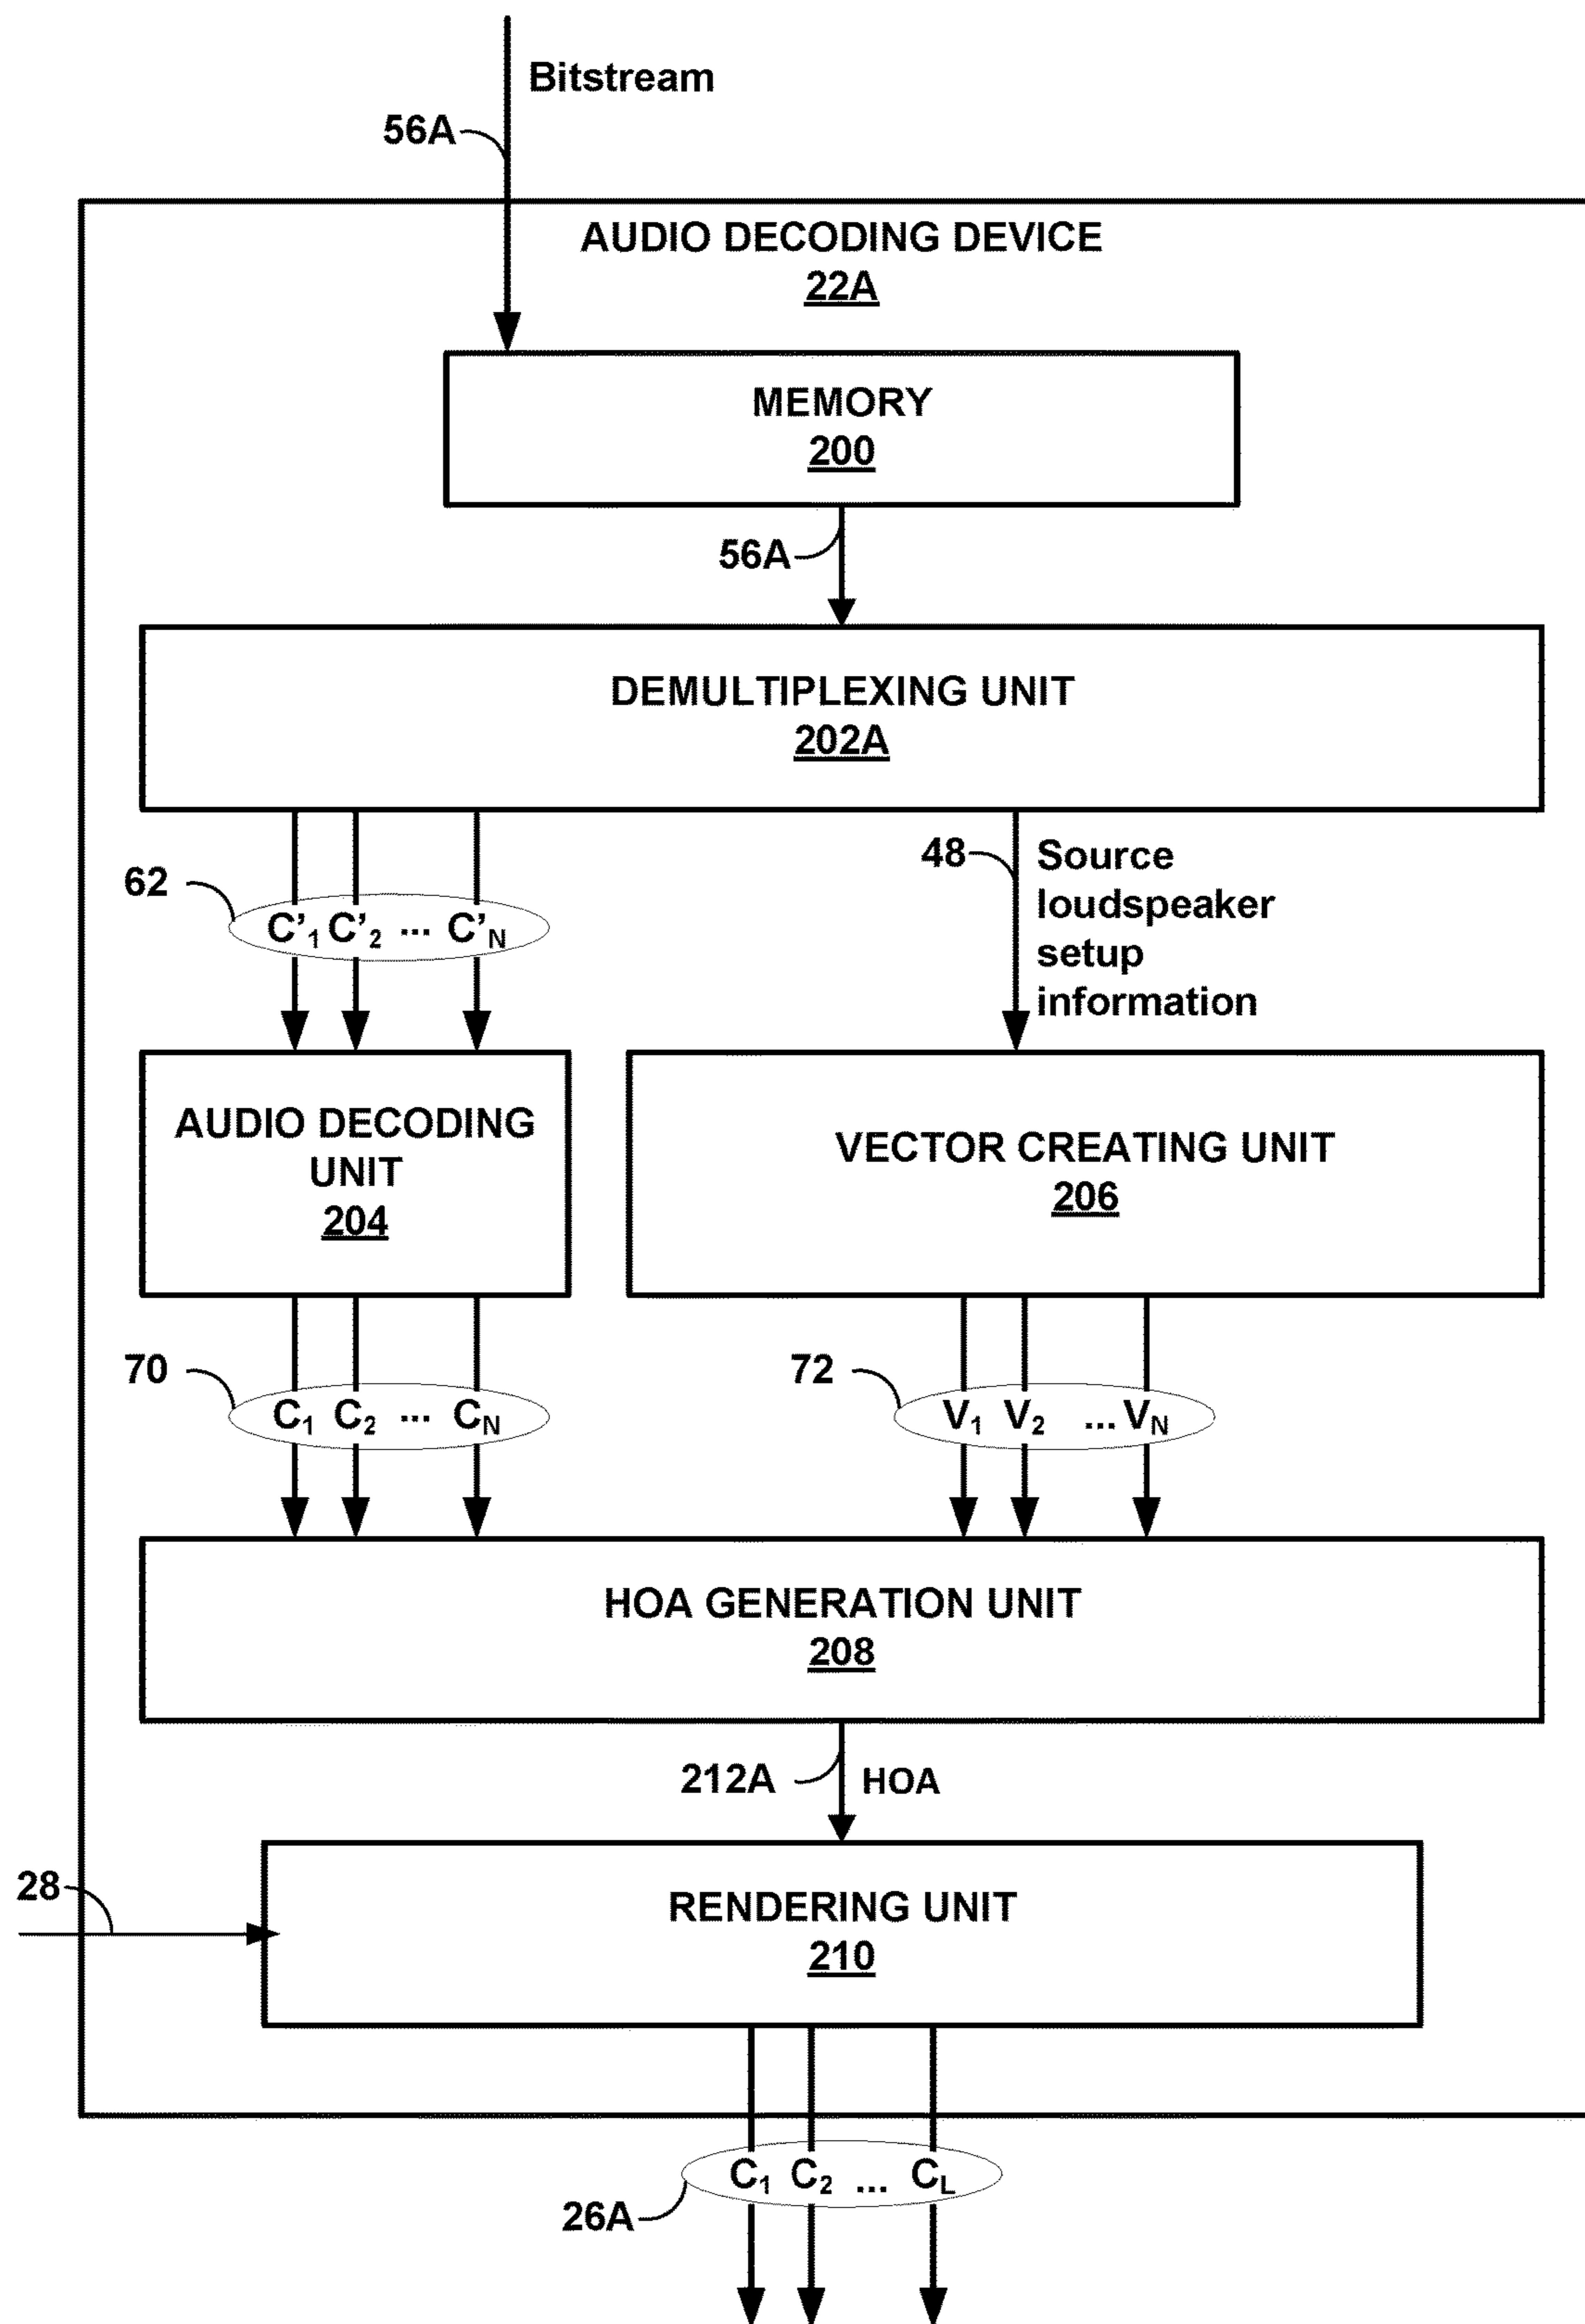 Bitstream
56A
AUDIO DECODING DEVICE
22A
MEMORY
200
56A
DEMULTIPLEXING UNIT
202A
62
C'₁ C'₂ ... C'N
48
Source
loudspeaker
setup
information
AUDIO DECODING
UNIT
204
VECTOR CREATING UNIT
206
70
C₁ C₂ ... CN
72
V₁ V₂ ... VN
HOA GENERATION UNIT
208
212A
HOA
28
RENDERING UNIT
210
C₁ C₂ ... CL
26A